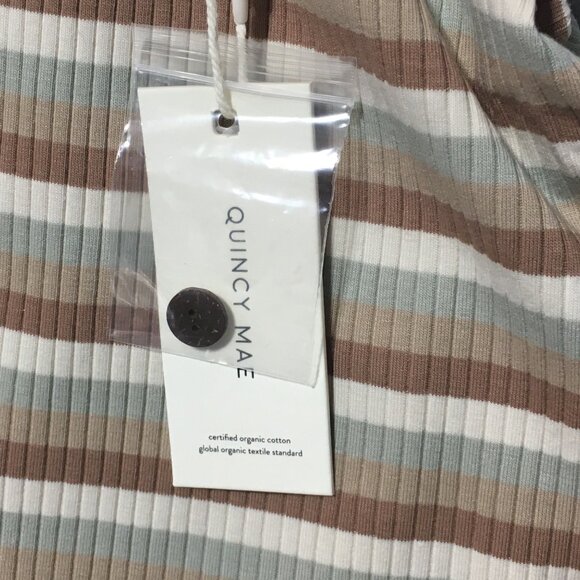 QUINCY MAE
certified organic cotton
global organic textile standard